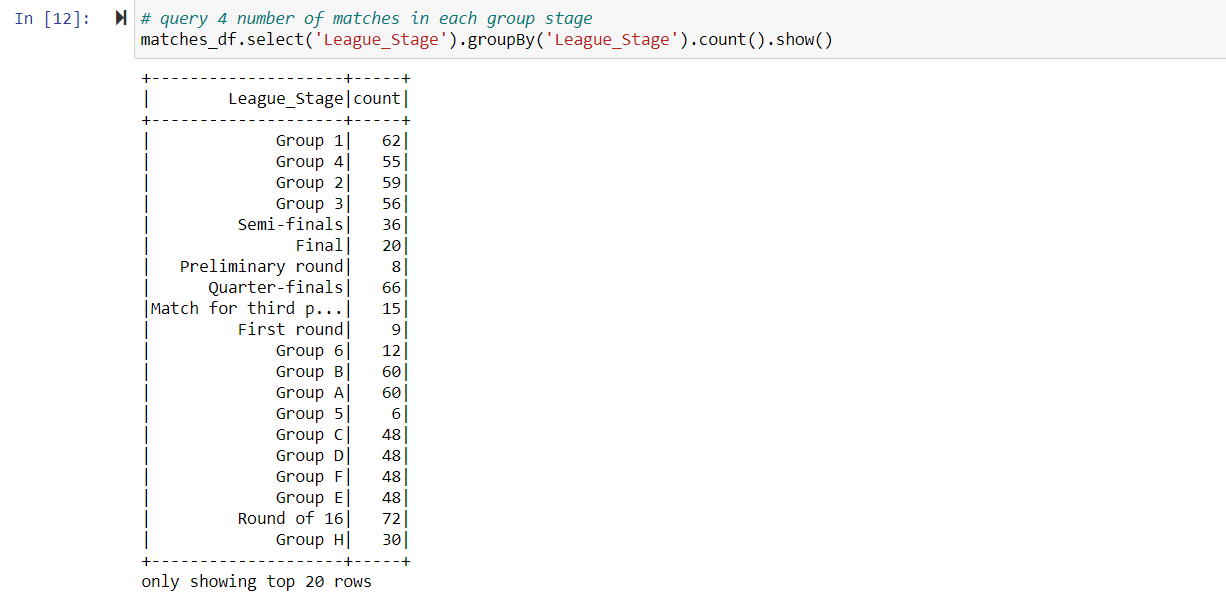 In [12]:
# query 4 number of matches in each group stage
matches_df.select('League_Stage').groupBy('League_Stage').count().show()
+--------------------+-----+
|        League_Stage|count|
+--------------------+-----+
|             Group 1|   62|
|             Group 4|   55|
|             Group 2|   59|
|             Group 3|   56|
|         Semi-finals|   36|
|               Final|   20|
|   Preliminary round|    8|
|      Quarter-finals|   66|
|Match for third p...|   15|
|         First round|    9|
|             Group 6|   12|
|             Group B|   60|
|             Group A|   60|
|             Group 5|    6|
|             Group C|   48|
|             Group D|   48|
|             Group F|   48|
|             Group E|   48|
|         Round of 16|   72|
|             Group H|   30|
+--------------------+-----+
only showing top 20 rows